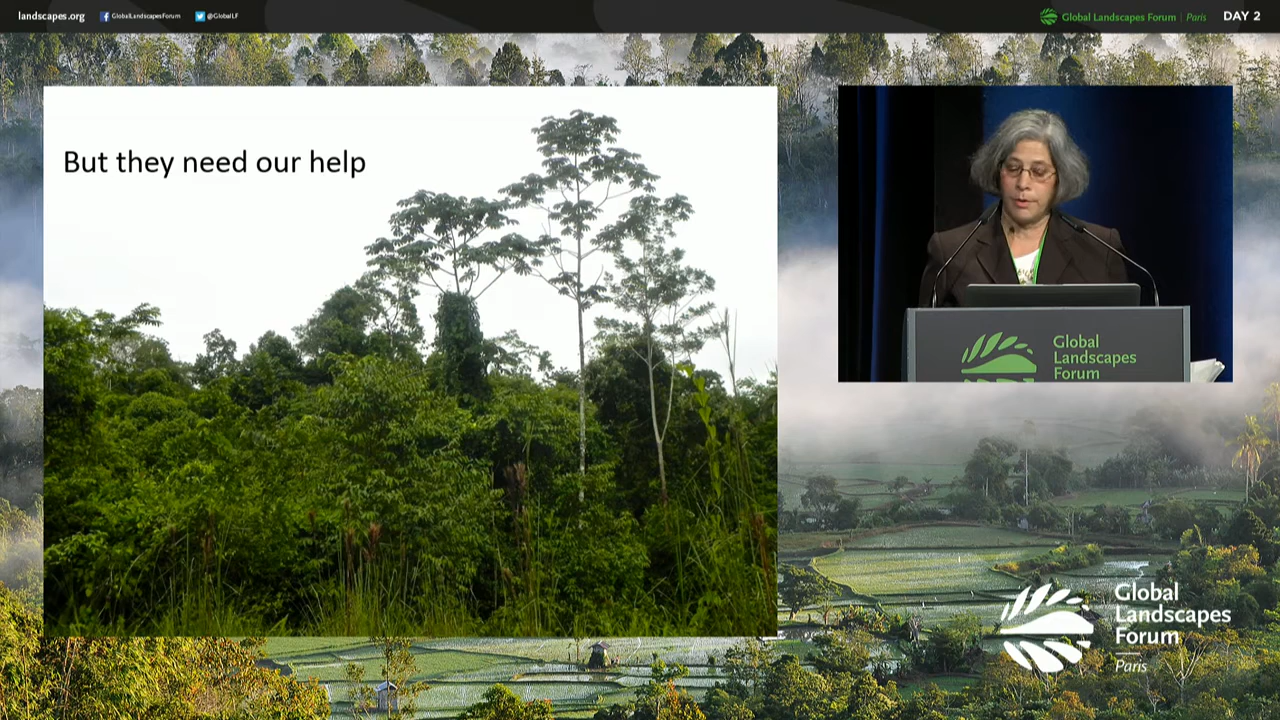 landscapes.org GlobalLandscapesForum @GlobalLF
Global Landscapes Forum | Paris DAY 2
But they need our help
Global
Landscapes
Forum
Global
Landscapes
Forum
Paris